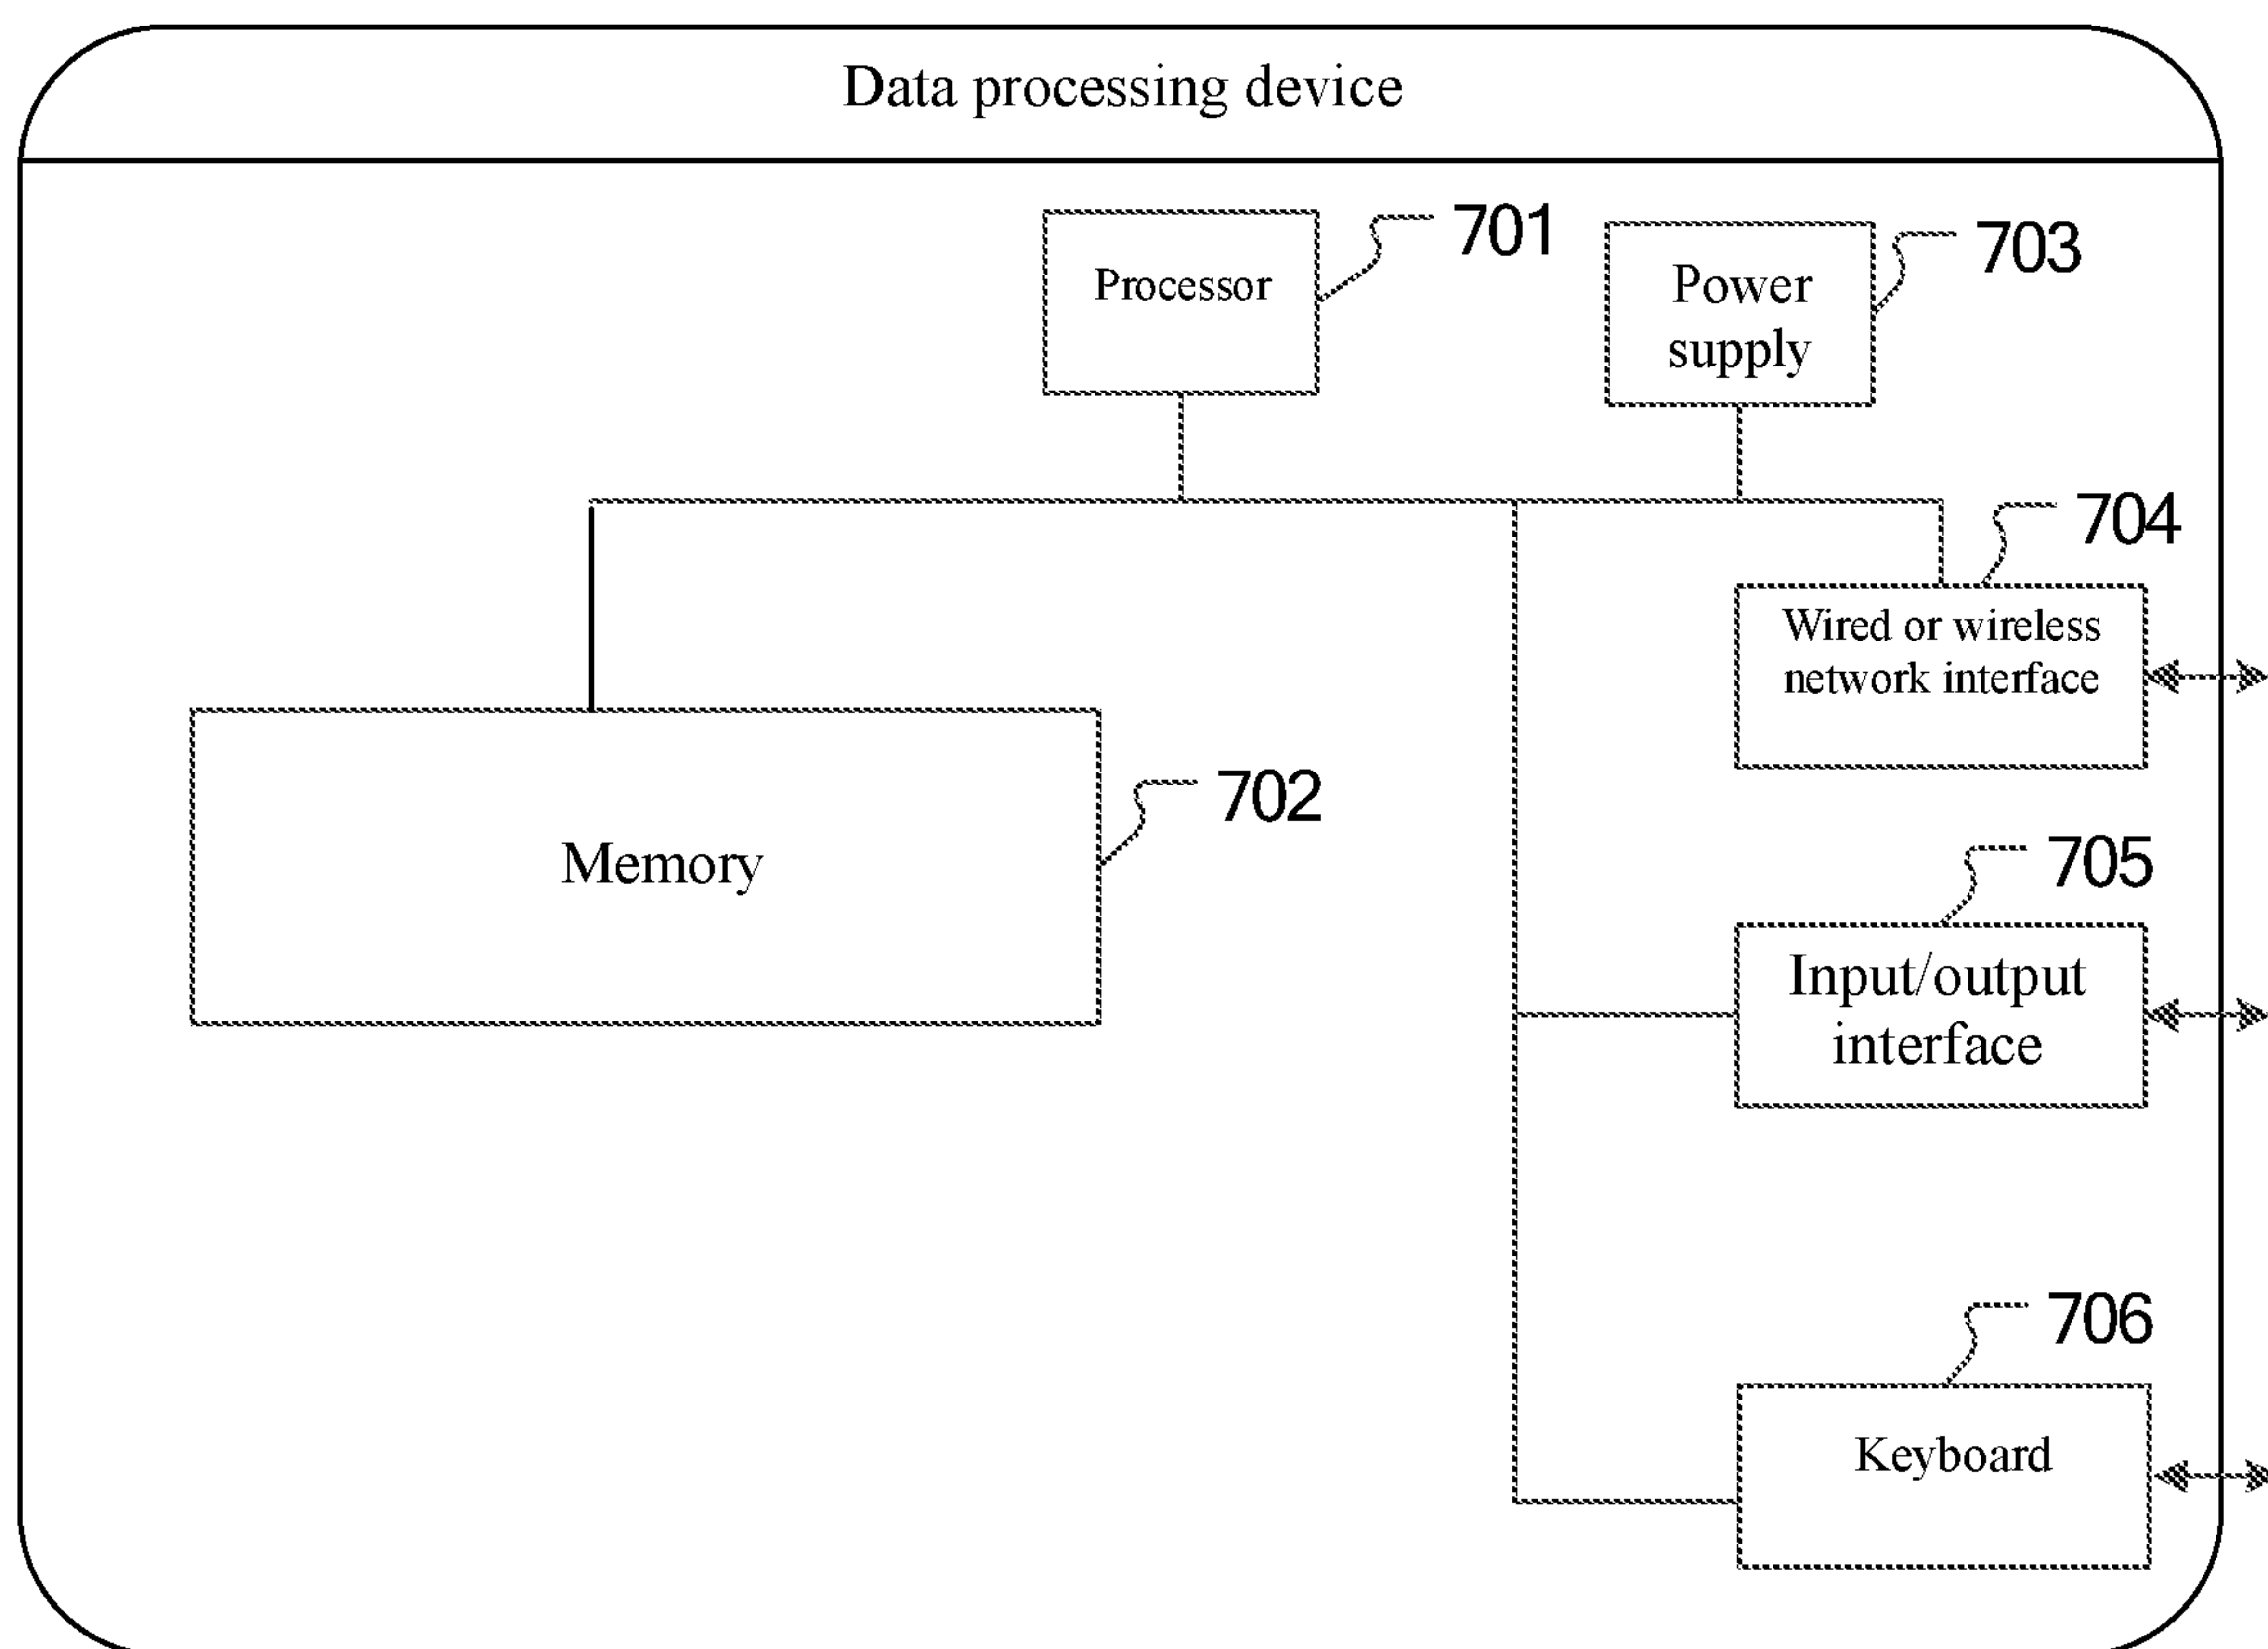 Data processing device
Processor
701
Power
supply
703
704
Wired or wireless
network interface
Memory
702
705
Input/output
interface
706
Keyboard